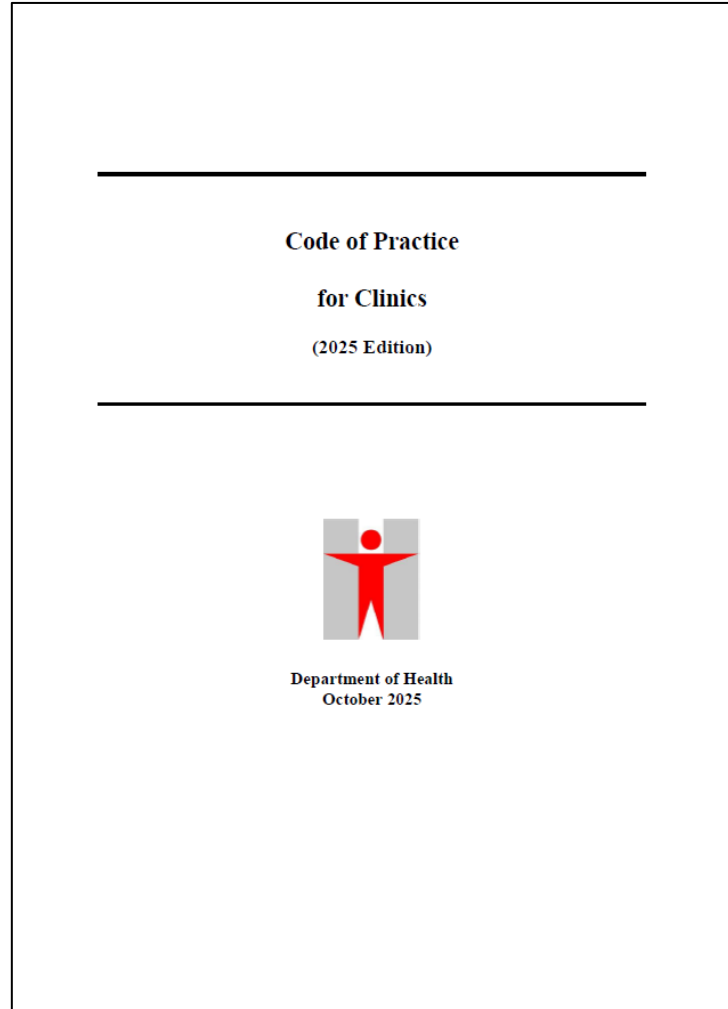 Code of Practice
for Clinics
(2025 Edition)
Department of Health
October 2025